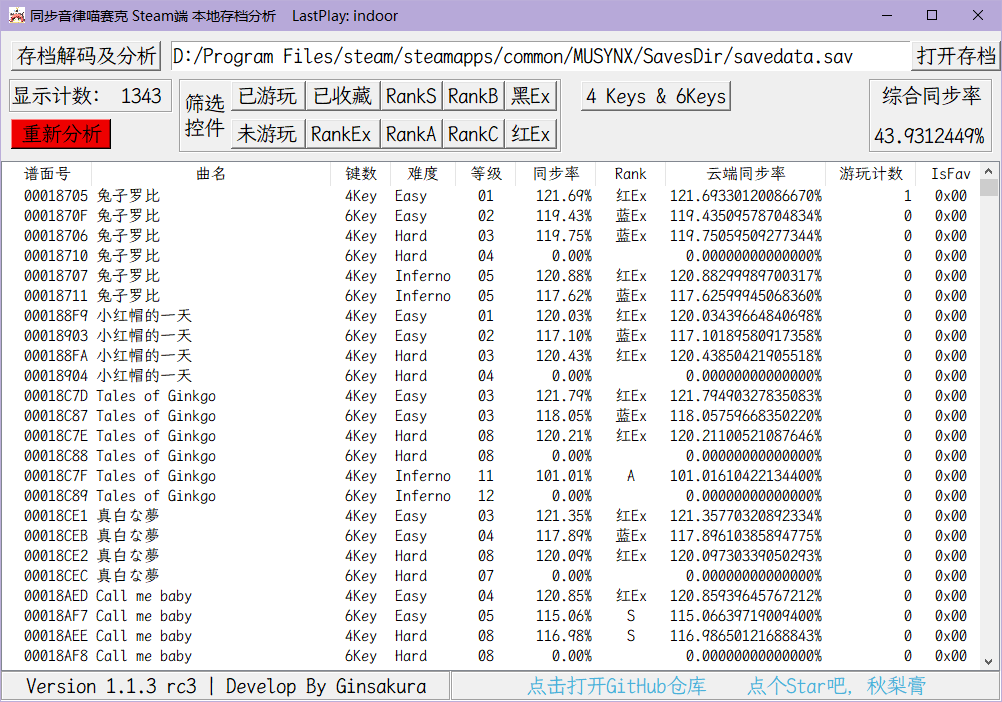 同步音律喵赛克 Steam端 本地存档分析 LastPlay: indoor
存档解码及分析 D:/Program Files/steam/steamapps/common/MUSYNX/SavesDir/savedata.sav 打开存档
显示计数： 1343
重新分析
筛选控件
已游玩 已收藏 RankS RankB 黑Ex
未游玩 RankEx RankA RankC 红Ex
4 Keys & 6Keys
综合同步率
43.9312449%
谱面号 曲名 键数 难度 等级 同步率 Rank 云端同步率 游玩计数 IsFav
00018705 兔子罗比 4Key Easy 01 121.69% 红Ex 121.69330120086670% 1 0x00
0001870F 兔子罗比 6Key Easy 02 119.43% 蓝Ex 119.43509578704834% 0 0x00
00018706 兔子罗比 4Key Hard 03 119.75% 蓝Ex 119.75059509277344% 0 0x00
00018710 兔子罗比 6Key Hard 04 0.00% 0.00000000000000% 0 0x00
00018707 兔子罗比 4Key Inferno 05 120.88% 红Ex 120.88299989700317% 0 0x00
00018711 兔子罗比 6Key Inferno 05 117.62% 蓝Ex 117.62599945068360% 0 0x00
000188F9 小红帽的一天 4Key Easy 01 120.03% 红Ex 120.03439664840698% 0 0x00
00018903 小红帽的一天 6Key Easy 02 117.10% 蓝Ex 117.10189580917358% 0 0x00
000188FA 小红帽的一天 4Key Hard 03 120.43% 红Ex 120.43850421905518% 0 0x00
00018904 小红帽的一天 6Key Hard 04 0.00% 0.00000000000000% 0 0x00
00018C7D Tales of Ginkgo 4Key Easy 03 121.79% 红Ex 121.79490327835083% 0 0x00
00018C87 Tales of Ginkgo 6Key Easy 03 118.05% 蓝Ex 118.05759668350220% 0 0x00
00018C7E Tales of Ginkgo 4Key Hard 08 120.21% 红Ex 120.21100521087646% 0 0x00
00018C88 Tales of Ginkgo 6Key Hard 08 0.00% 0.00000000000000% 0 0x00
00018C7F Tales of Ginkgo 4Key Inferno 11 101.01% A 101.01610422134400% 0 0x00
00018C89 Tales of Ginkgo 6Key Inferno 12 0.00% 0.00000000000000% 0 0x00
00018CE1 真白な夢 4Key Easy 03 121.35% 红Ex 121.35770320892334% 0 0x00
00018CEB 真白な夢 6Key Easy 04 117.89% 蓝Ex 117.89610385894775% 0 0x00
00018CE2 真白な夢 4Key Hard 08 120.09% 红Ex 120.09730339050293% 0 0x00
00018CEC 真白な夢 6Key Hard 07 0.00% 0.00000000000000% 0 0x00
00018AED Call me baby 4Key Easy 04 120.85% 红Ex 120.85939645767212% 0 0x00
00018AF7 Call me baby 6Key Easy 05 115.06% S 115.06639719009400% 0 0x00
00018AEE Call me baby 4Key Hard 08 116.98% S 116.98650121688843% 0 0x00
00018AF8 Call me baby 6Key Hard 08 0.00% 0.00000000000000% 0 0x00
Version 1.1.3 rc3 | Develop By Ginsakura 点击打开GitHub仓库 点个Star吧, 秋梨膏